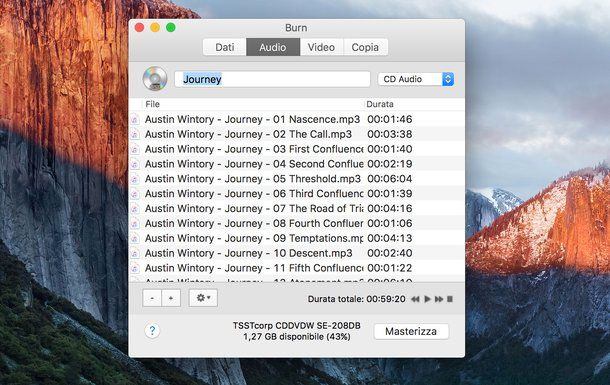 Burn
Dati Audio Video Copia
Journey CD Audio
File Durata
Austin Wintory - Journey - 01 Nascence.mp3 00:01:46
Austin Wintory - Journey - 02 The Call.mp3 00:03:38
Austin Wintory - Journey - 03 First Confluence 00:01:40
Austin Wintory - Journey - 04 Second Conflue 00:02:19
Austin Wintory - Journey - 05 Threshold.mp3 00:06:04
Austin Wintory - Journey - 06 Third Confluenc 00:01:39
Austin Wintory - Journey - 07 The Road of Tria 00:04:16
Austin Wintory - Journey - 08 Fourth Confluen 00:01:06
Austin Wintory - Journey - 09 Temptations.mp 00:04:13
Austin Wintory - Journey - 10 Descent.mp3 00:02:40
Austin Wintory - Journey - 11 Fifth Confluence 00:01:22
- + Durata totale: 00:59:20
? TSSTcorp CDDVDW SE-208DB Masterizza
1,27 GB disponibile (43%)